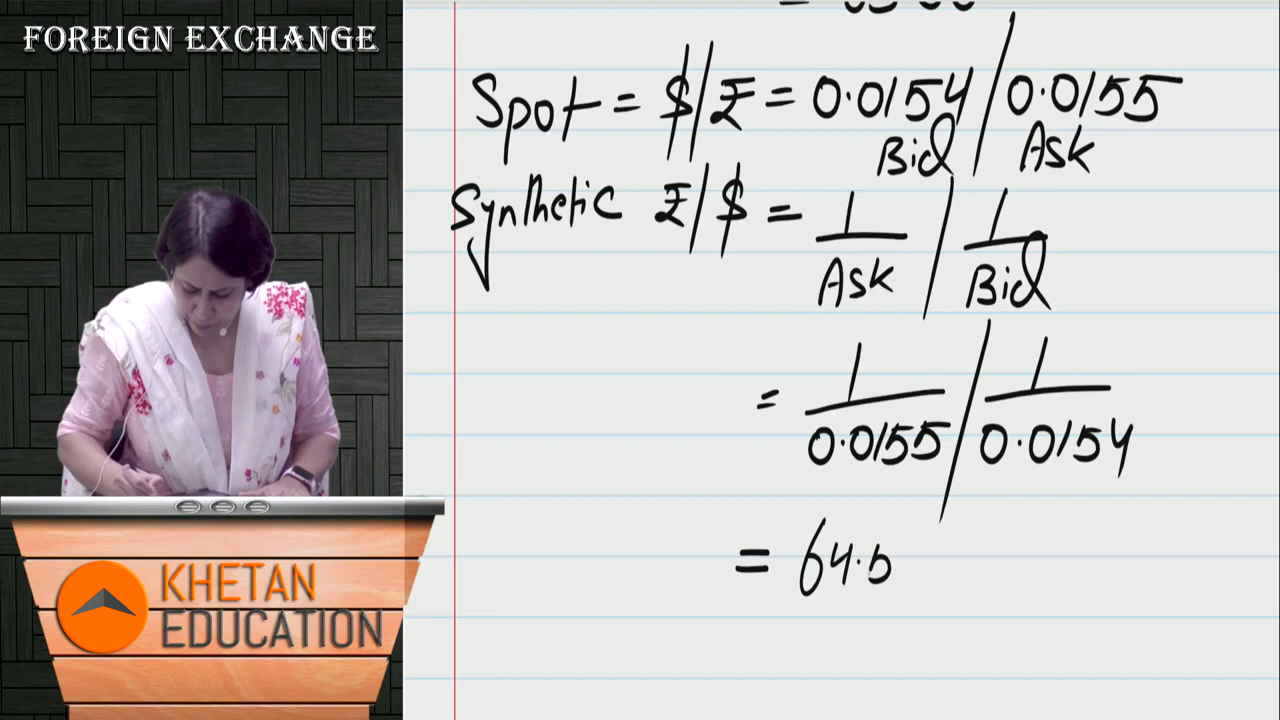 FOREIGN EXCHANGE
Spot = $/₹ = 0.0154 / 0.0155
Bid Ask
Synthetic ₹/$ = 1/Ask / 1/Bid
= 1/0.0155 / 1/0.0154
= 64.5
KHETAN
EDUCATION